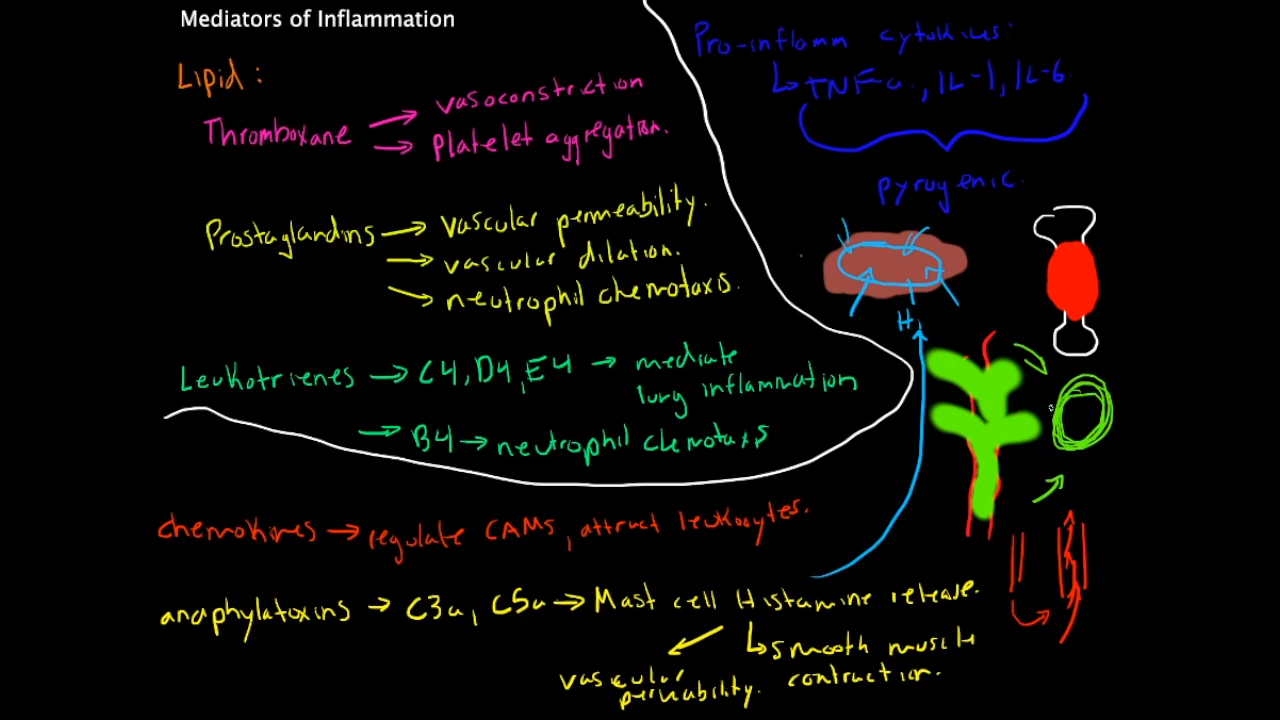 Mediators of Inflammation
Lipid:
Thromboxane → vasoconstriction
→ Platelet aggregation.
Prostaglandins → vascular permeability.
→ vascular dilation.
→ neutrophil chemotaxis.
Leukotrienes → C4, D4, E4 → mediate
lung inflammation
→ B4 → neutrophil chemotaxis
chemokines → regulate CAMs, attract leukocytes.
anaphylatoxins → C3a, C5a → Mast cell Histamine release.
↳ smooth muscle
contraction.
vascular
permeability.
Pro-inflamm cytokines:
↳ TNFα, IL-1, IL-6.
pyrogenic.
H